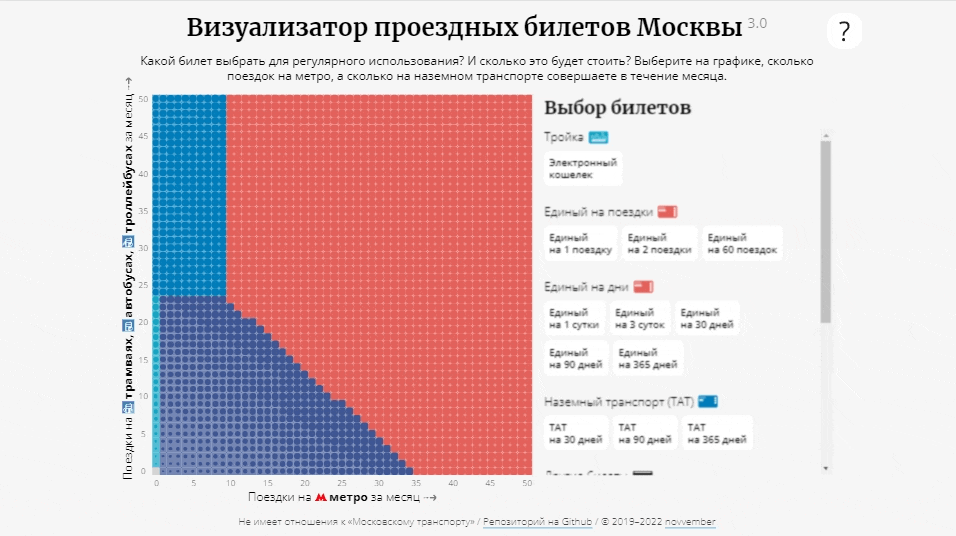 Визуализатор проездных билетов Москвы 3.0
?
Какой билет выбрать для регулярного использования? И сколько это будет стоить? Выберите на графике, сколько
поездок на метро, а сколько на наземном транспорте совершаете в течение месяца.
Поездки на трамваях, автобусах, троллейбусах за месяц
50
45
40
35
30
25
20
15
10
5
0
0 5 10 15 20 25 30 35 40 45 50
Поездки на метро за месяц
Выбор билетов
Тройка
Электронный
кошелек
Единый на поездки
Единый
на 1 поездку
Единый
на 2 поездки
Единый
на 60 поездок
Единый на дни
Единый
на 1 сутки
Единый
на 3 суток
Единый
на 30 дней
Единый
на 90 дней
Единый
на 365 дней
Наземный транспорт (ТАТ)
ТАТ
на 30 дней
ТАТ
на 90 дней
ТАТ
на 365 дней
Не имеет отношения к «Московскому транспорту» / Репозиторий на Github / © 2019–2022 novvember